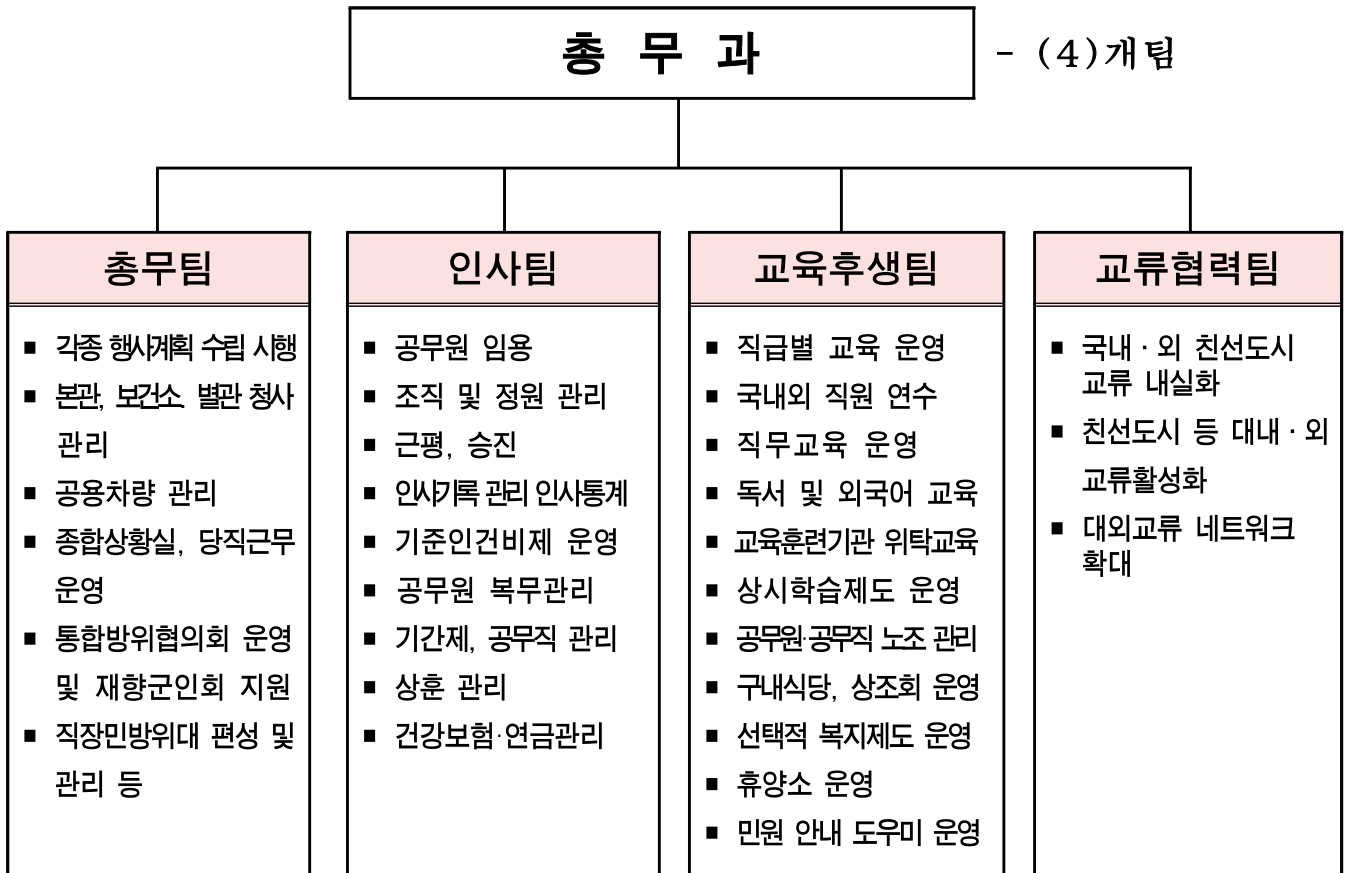 총 무 과
- (4)개팀
총무팀
▪ 각종 행사계획 수립 시행
▪ 본관, 보건소, 별관 청사
관리
▪ 공용차량 관리
▪ 종합상황실, 당직근무
운영
▪ 통합방위협의회 운영
및 재향군인회 지원
▪ 직장민방위대 편성 및
관리 등
인사팀
▪ 공무원 임용
▪ 조직 및 정원 관리
▪ 근평, 승진
▪ 인사기록 관리 인사통계
▪ 기준인건비제 운영
▪ 공무원 복무관리
▪ 기간제, 공무직 관리
▪ 상훈 관리
▪ 건강보험·연금관리
교육후생팀
▪ 직급별 교육 운영
▪ 국내외 직원 연수
▪ 직무교육 운영
▪ 독서 및 외국어 교육
▪ 교육훈련기관 위탁교육
▪ 상시학습제도 운영
▪ 공무원·공무직 노조 관리
▪ 구내식당, 상조회 운영
▪ 선택적 복지제도 운영
▪ 휴양소 운영
▪ 민원 안내 도우미 운영
교류협력팀
▪ 국내·외 친선도시
교류 내실화
▪ 친선도시 등 대내·외
교류활성화
▪ 대외교류 네트워크
확대